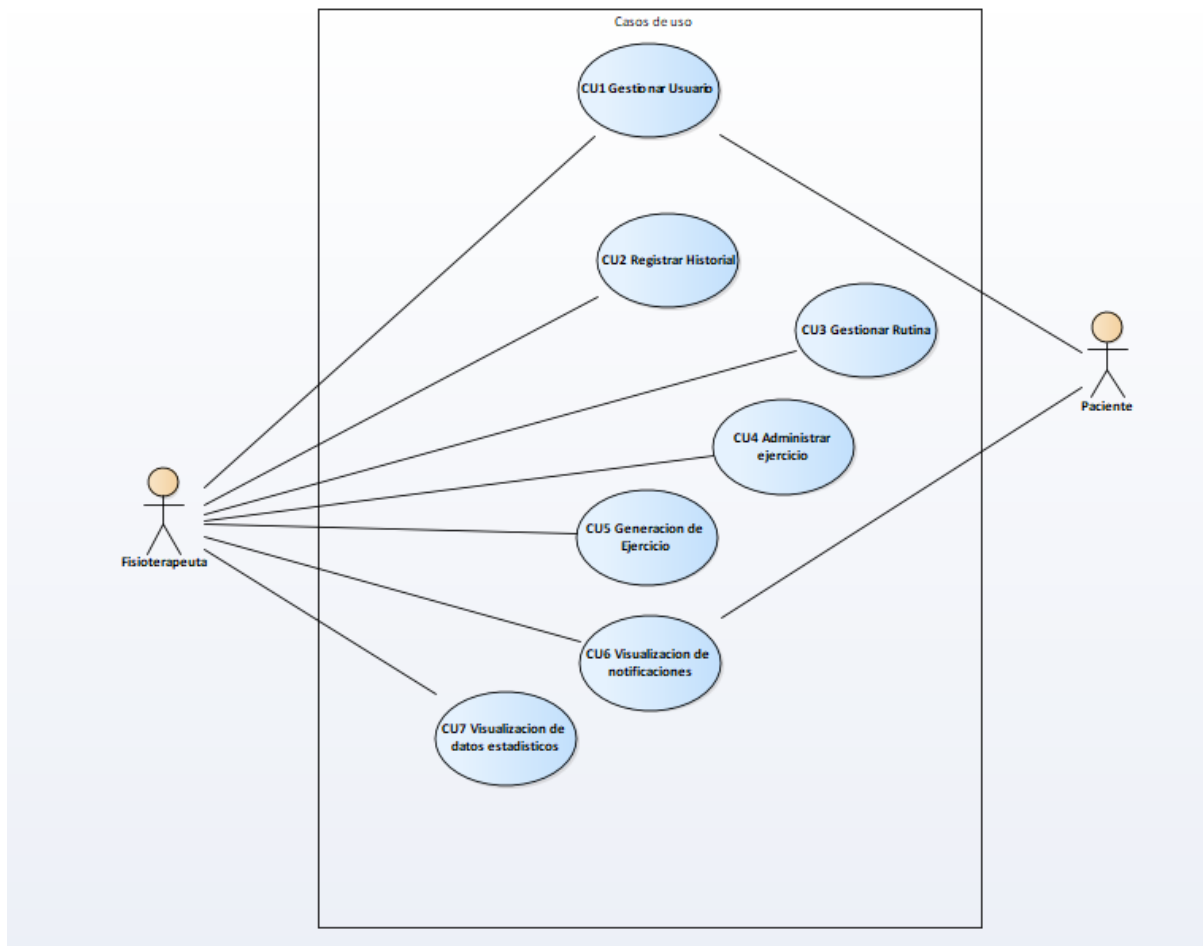 Casos de uso
CU1 Gestionar Usuario
CU2 Registrar Historial
CU3 Gestionar Rutina
Paciente
CU4 Administrar
ejercicio
CU5 Generacion de
Ejercicio
Fisioterapeuta
CU6 Visualizacion de
notificaciones
CU7 Visualizacion de
datos estadisticos